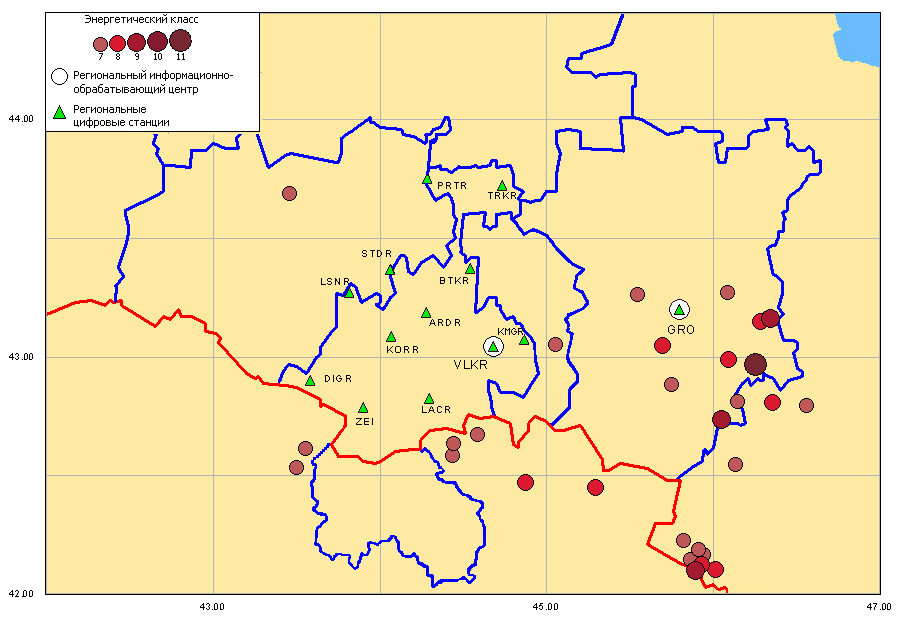 Энергетический класс
7 8 9 10 11
Региональный информационно-
обрабатывающий центр
Региональные
цифровые станции
44.00
PRTR
TRKR
STDR
LSNR
BTKR
ARDR
KMGR
GRO
KORR
43.00
VLKR
DIGR
LACR
ZEI
42.00
43.00 45.00 47.00